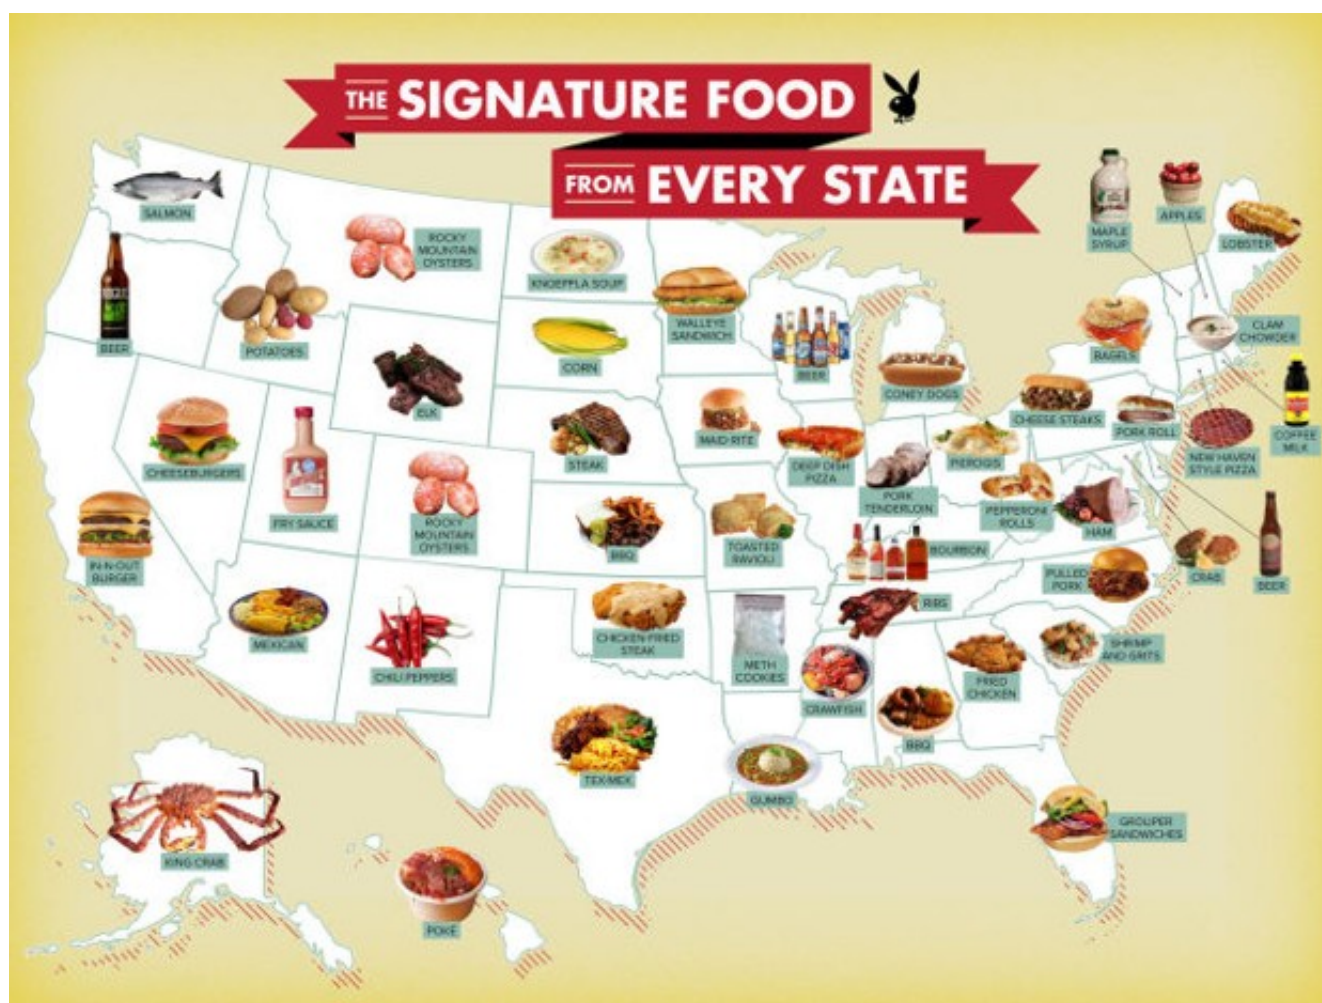 THE SIGNATURE FOOD
FROM EVERY STATE
SALMON
ROCKY
MOUNTAIN
OYSTERS
KNOEPFLA SOUP
MAPLE
SYRUP
APPLES
LOBSTER
BEER
POTATOES
ELK
CORN
WALLEYE
SANDWICH
BEER
CONEY DOGS
BAGELS
CLAM
CHOWDER
CHEESEBURGERS
FRY SAUCE
ROCKY
MOUNTAIN
OYSTERS
STEAK
MAID-RITE
DEEP DISH
PIZZA
PORK
TENDERLOIN
PIEROGIS
CHEESE STEAKS
PORK ROLL
NEW HAVEN
STYLE PIZZA
COFFEE
MILK
IN-N-OUT
BURGER
BBQ
TOASTED
RAVIOLI
BOURBON
PEPPERONI
ROLLS
HAM
CRAB
BEER
MEXICAN
CHILI PEPPERS
CHICKEN-FRIED
STEAK
METH
COOKIES
RIBS
PULLED
PORK
SHRIMP
AND GRITS
TEX-MEX
GUMBO
CRAWFISH
BBQ
FRIED
CHICKEN
GROUPER
SANDWICHES
KING CRAB
POKE